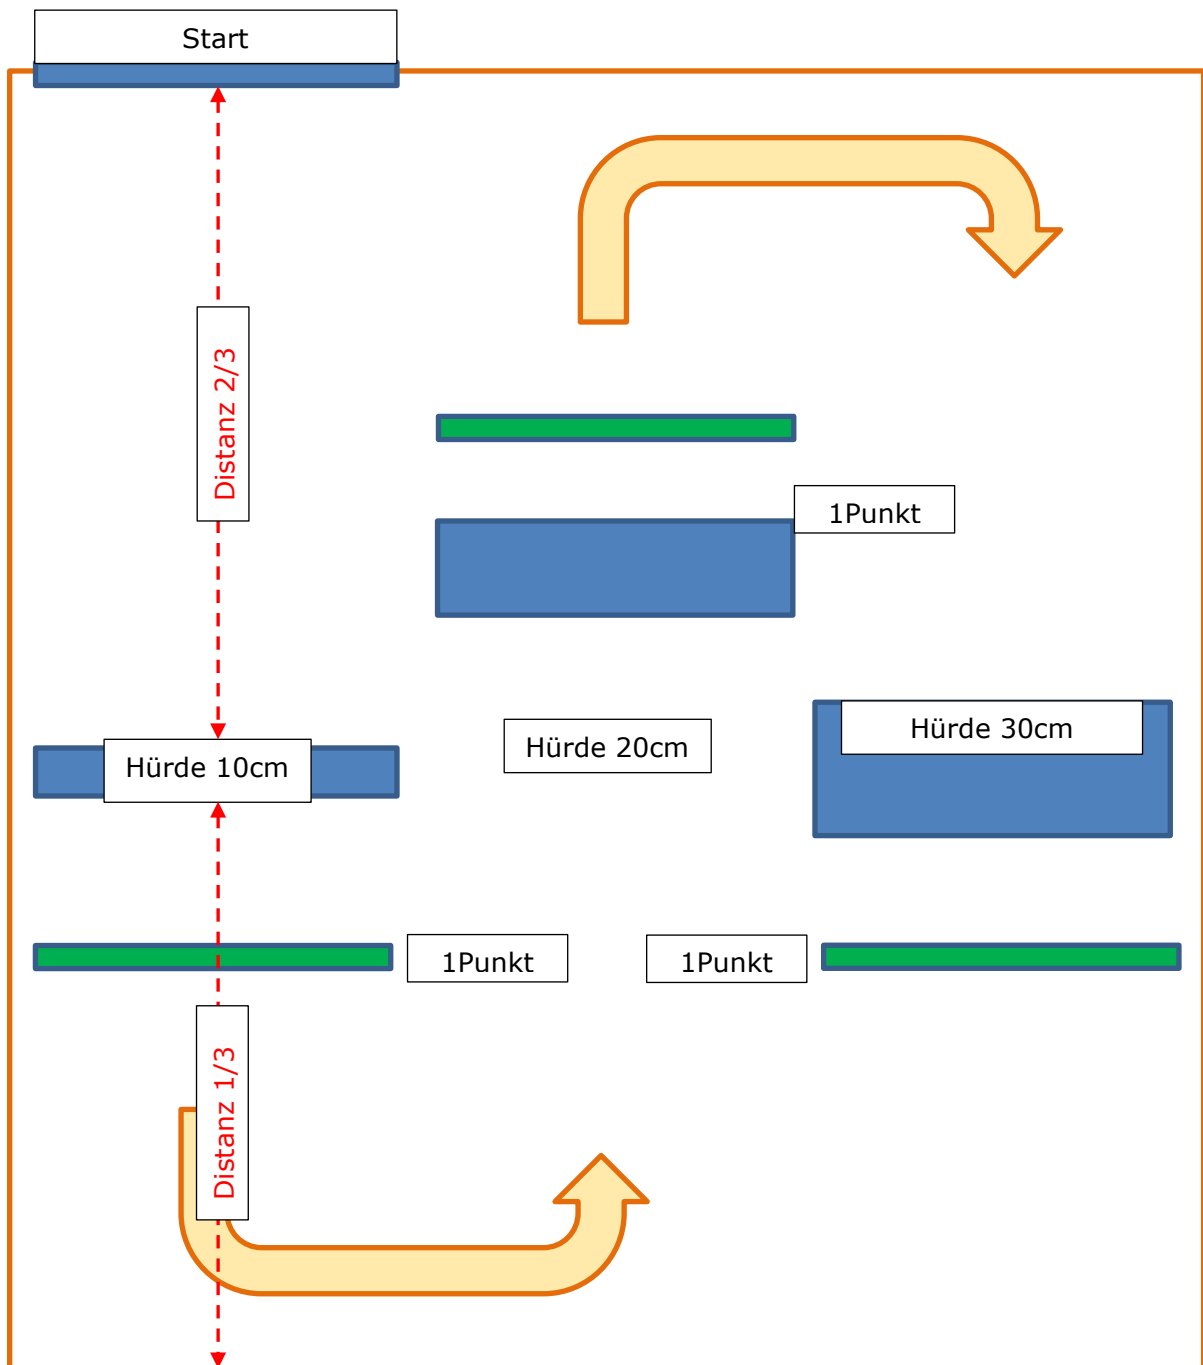 Start
Distanz 2/3
1Punkt
Hürde 20cm
Hürde 30cm
Hürde 10cm
1Punkt
1Punkt
Distanz 1/3